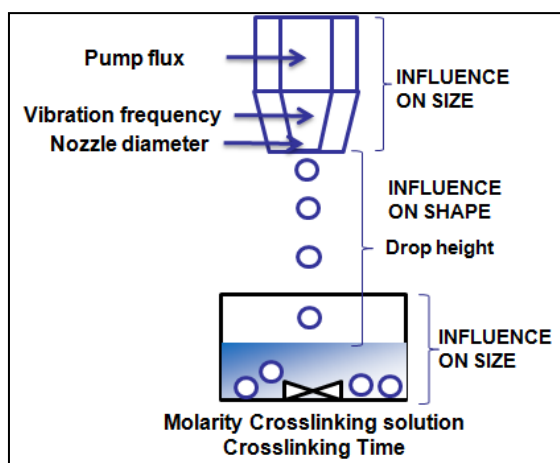 Pump flux
INFLUENCE
ON SIZE
Vibration frequency
Nozzle diameter
INFLUENCE
ON SHAPE
Drop height
INFLUENCE
ON SIZE
Molarity Crosslinking solution
Crosslinking Time